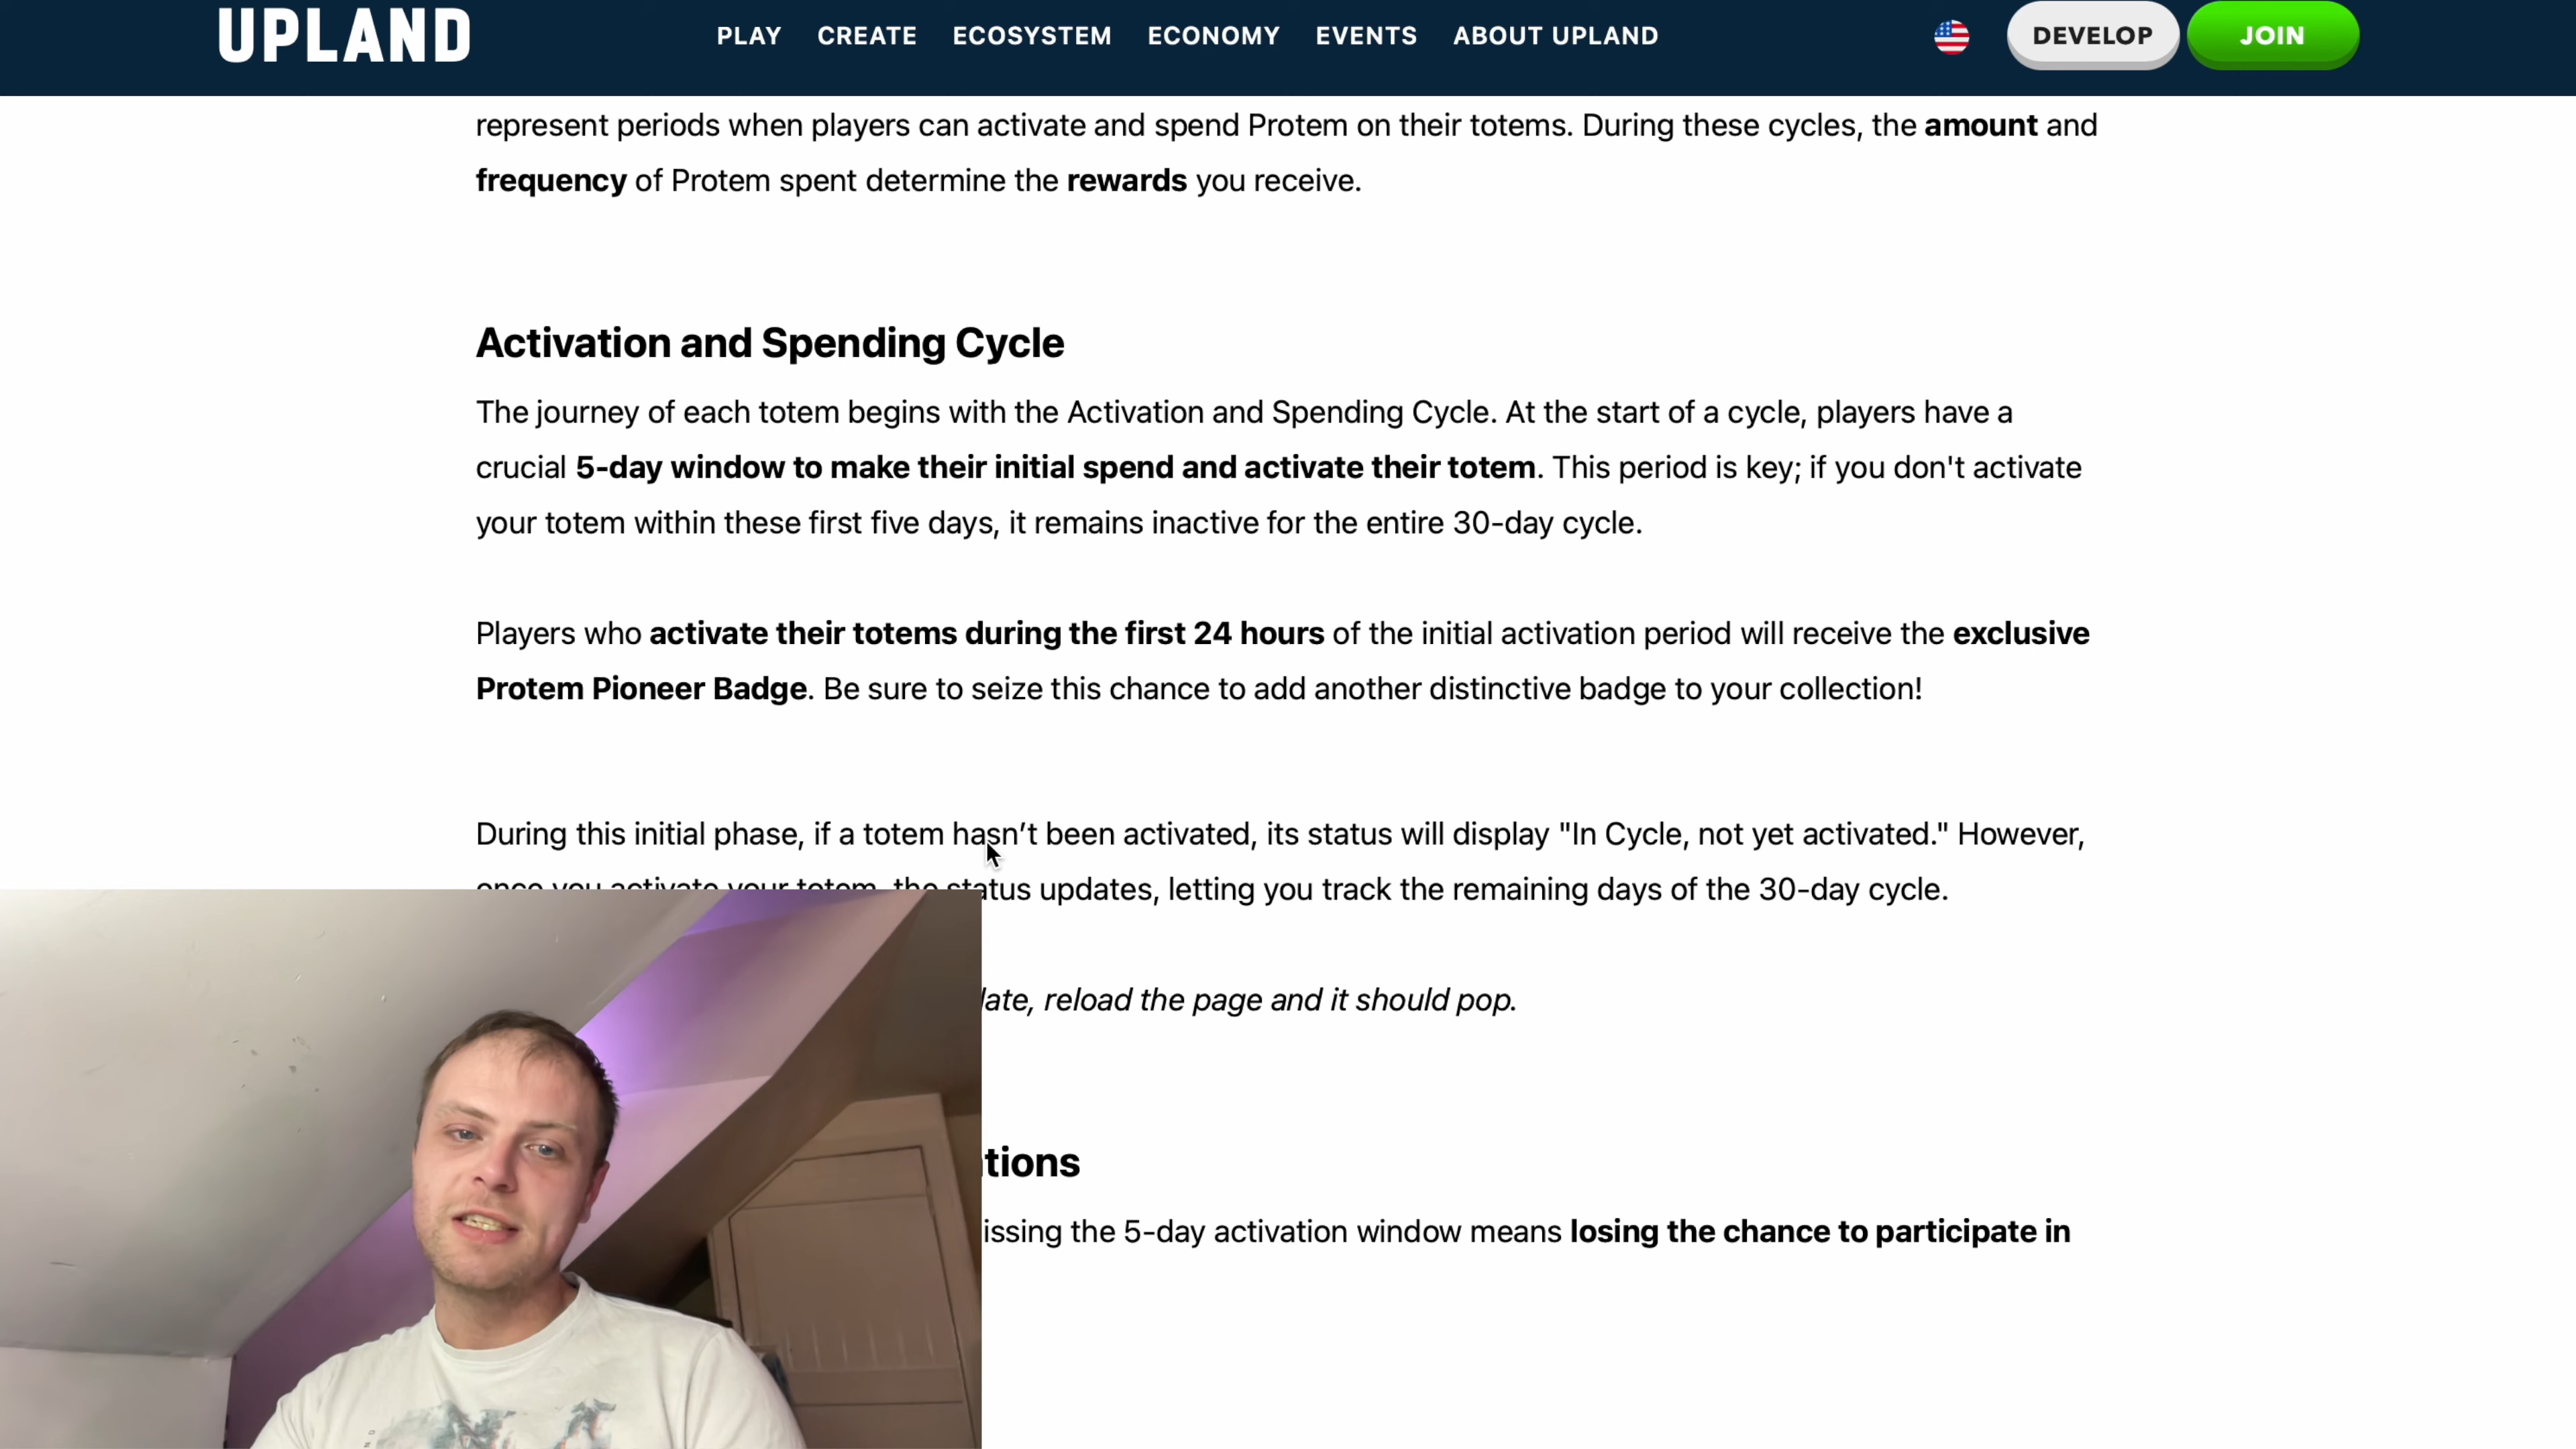 UPLAND
PLAY CREATE ECOSYSTEM ECONOMY EVENTS ABOUT UPLAND DEVELOP JOIN
represent periods when players can activate and spend Protem on their totems. During these cycles, the amount and
frequency of Protem spent determine the rewards you receive.
Activation and Spending Cycle
The journey of each totem begins with the Activation and Spending Cycle. At the start of a cycle, players have a
crucial 5-day window to make their initial spend and activate their totem. This period is key; if you don't activate
your totem within these first five days, it remains inactive for the entire 30-day cycle.
Players who activate their totems during the first 24 hours of the initial activation period will receive the exclusive
Protem Pioneer Badge. Be sure to seize this chance to add another distinctive badge to your collection!
During this initial phase, if a totem hasn’t been activated, its status will display "In Cycle, not yet activated." However,
once you activate your totem, the status updates, letting you track the remaining days of the 30-day cycle.
reload the page and it should pop.
the 5-day activation window means losing the chance to participate in